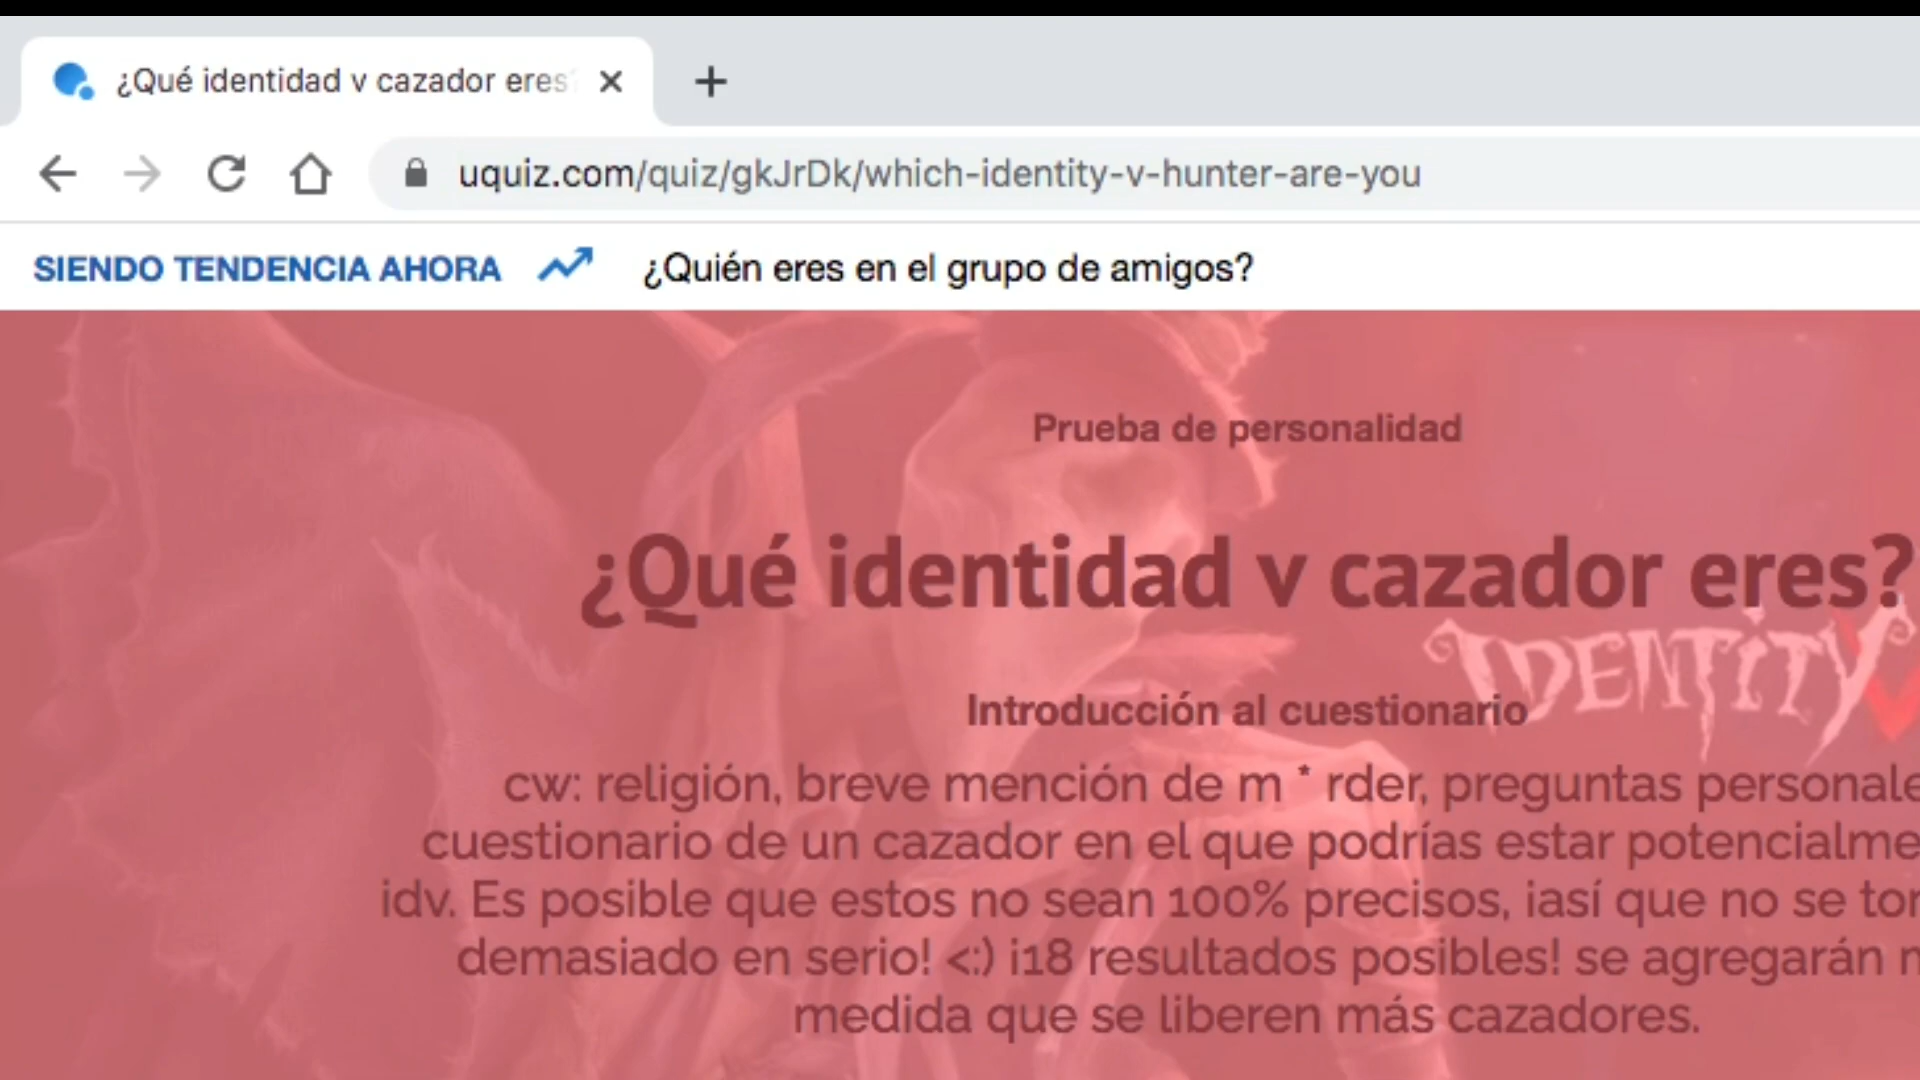 ¿Qué identidad v cazador eres?
uquiz.com/quiz/gkJrDk/which-identity-v-hunter-are-you
SIENDO TENDENCIA AHORA ¿Quién eres en el grupo de amigos?
Prueba de personalidad
¿Qué identidad v cazador eres?
IDENTITY V
Introducción al cuestionario
cw: religión, breve mención de m * rder, preguntas personale
cuestionario de un cazador en el que podrías estar potencialme
idv. Es posible que estos no sean 100% precisos, ¡así que no se tor
demasiado en serio! <:) ¡18 resultados posibles! se agregarán
medida que se liberen más cazadores.